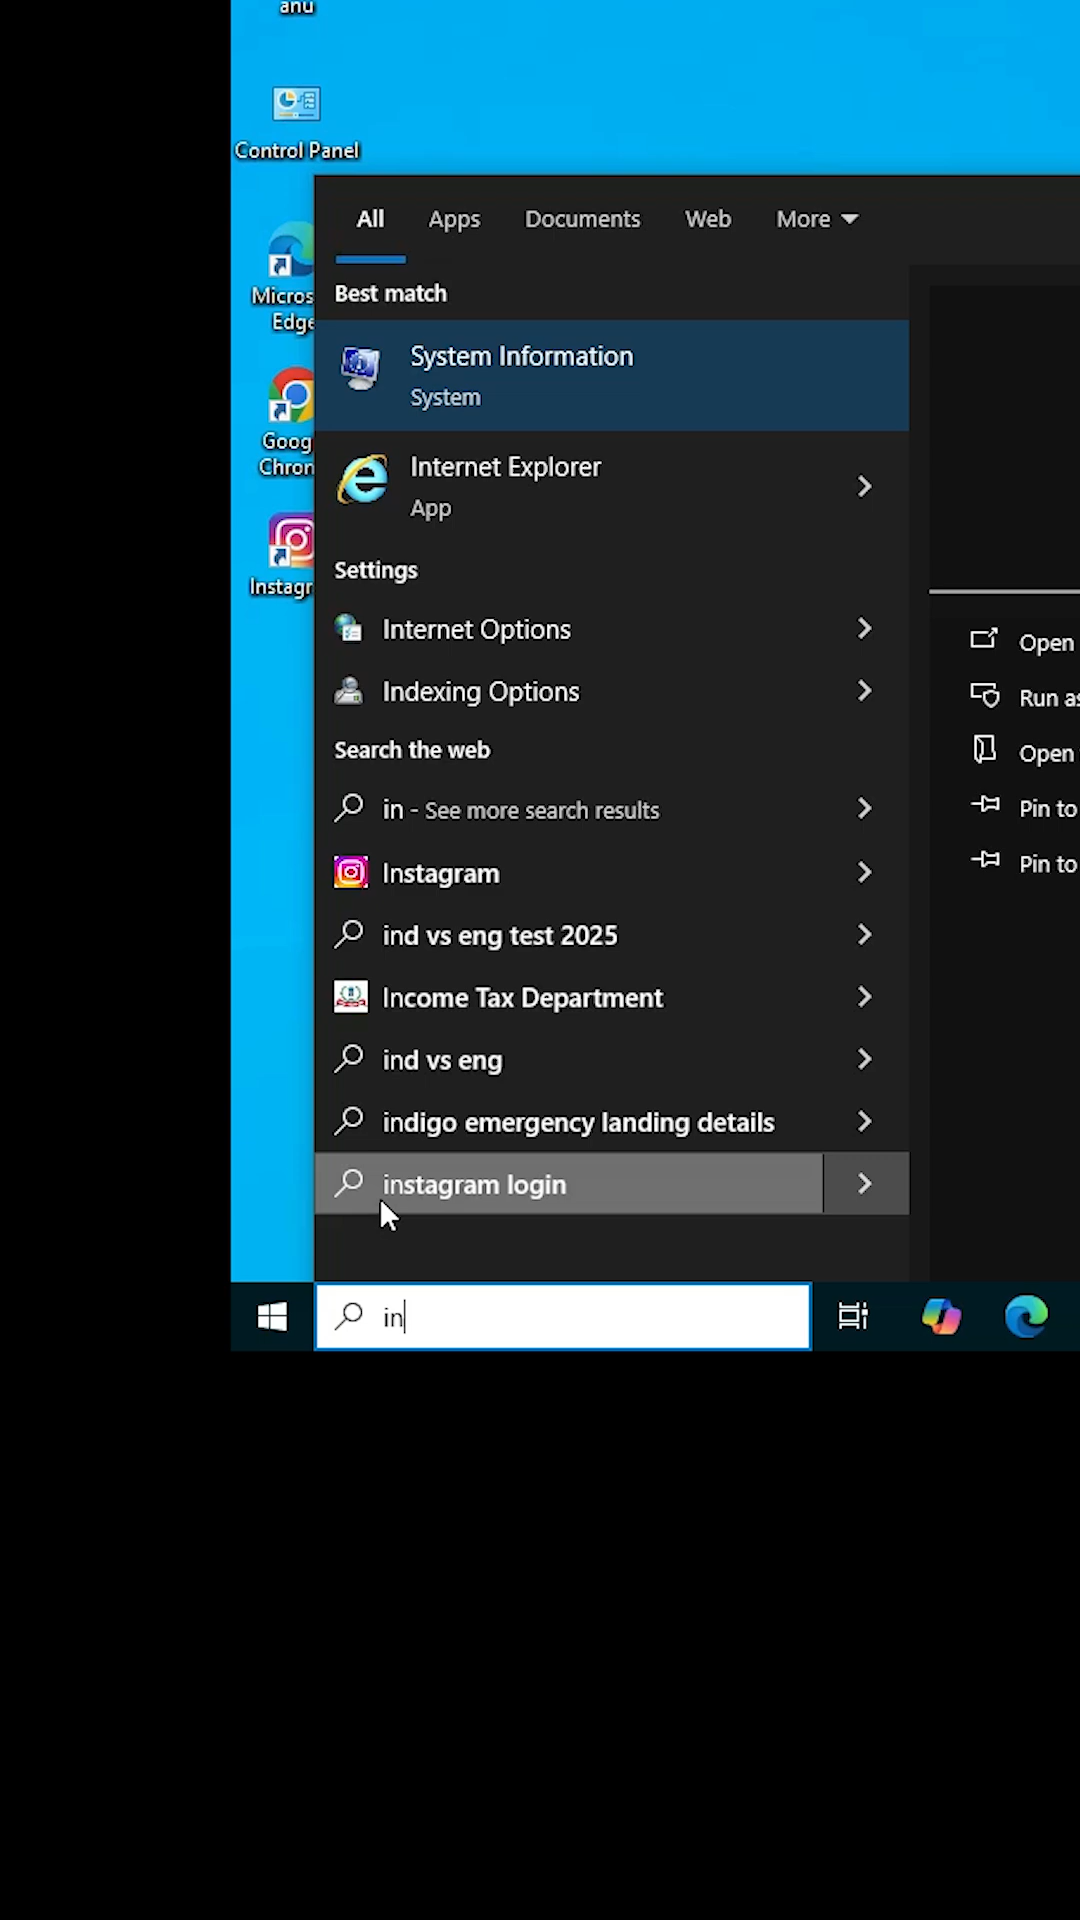 anu
Control Panel
All Apps Documents Web More
Best match
System Information
System
Internet Explorer
App
Settings
Internet Options
Indexing Options
Search the web
in - See more search results
Instagram
ind vs eng test 2025
Income Tax Department
ind vs eng
indigo emergency landing details
instagram login
in
Micros
Edge
Goog
Chrom
Instagr
Open
Run as
Open
Pin to
Pin to